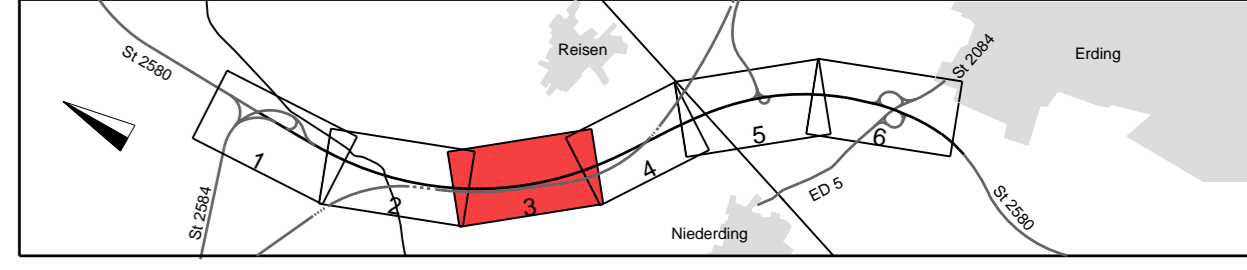 St 2580
Reisen
Erding
St 2084
1
2
3
4
5
6
St 2584
ED 5
Niederding
St 2580